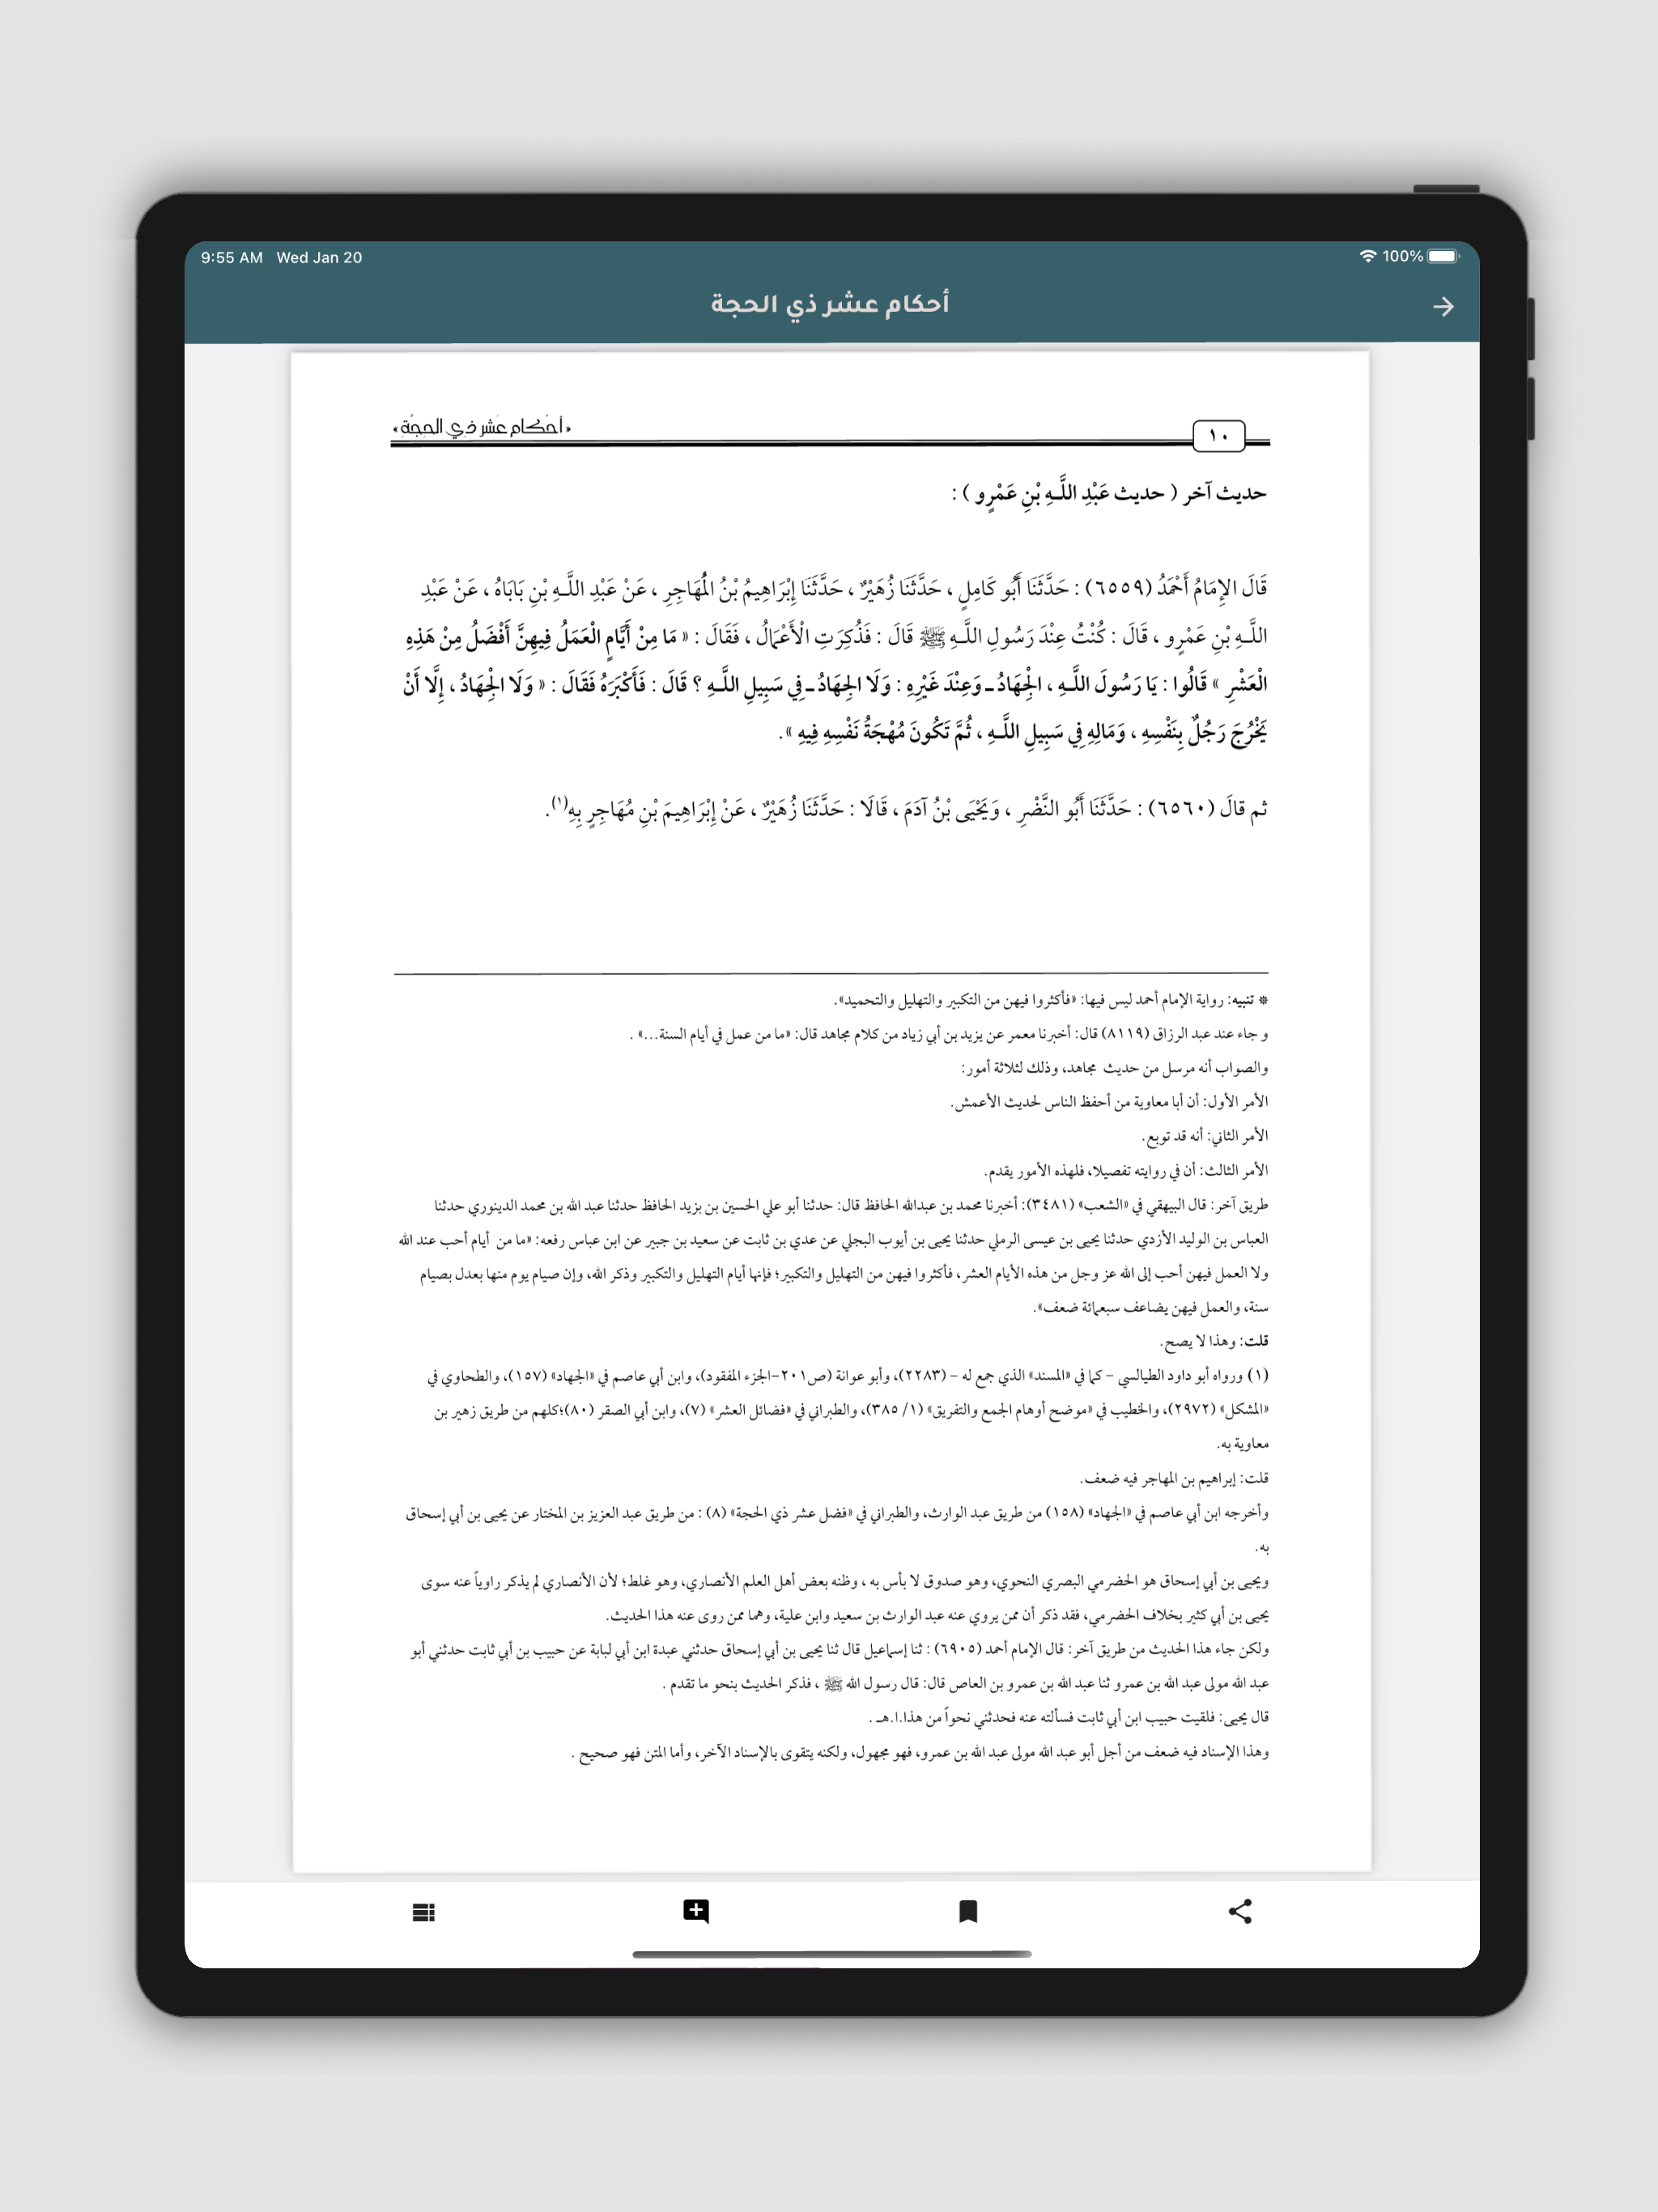 9:55 AM Wed Jan 20
100%
أحكام عشر ذي الحجة
١٠
«أحكام عشر ذي الحجة»
حديث آخر ( حديث عَبْدِ اللَّـهِ بْنِ عَمْرٍو ) :
قَالَ الإِمَامُ أَحْمَدُ (٦٥٥٩) : حَدَّثَنَا أَبُو كَامِلٍ ، حَدَّثَنَا زُهَيْرٌ ، حَدَّثَنَا إِبْرَاهِيمُ بْنُ الْمُهَاجِرِ ، عَنْ عَبْدِ اللَّـهِ بْنِ بَابَاهُ ، عَنْ عَبْدِ
اللَّـهِ بْنِ عَمْرٍو ، قَالَ : كُنْتُ عِنْدَ رَسُولِ اللَّـهِ ﷺ قَالَ : فَذُكِرَتِ الْأَعْمَالُ ، فَقَالَ : « مَا مِنْ أَيَّامٍ الْعَمَلُ فِيهِنَّ أَفْضَلُ مِنْ هَذِهِ
الْعَشْرِ » قَالُوا : يَا رَسُولَ اللَّـهِ ، الْجِهَادُ ـ وَعِنْدَ غَيْرِهِ : وَلَا الجِهَادُ ـ فِي سَبِيلِ اللَّـهِ ؟ قَالَ : فَأَكْبَرَهُ فَقَالَ : « وَلَا الْجِهَادُ ، إِلَّا أَنْ
يَخْرُجَ رَجُلٌ بِنَفْسِهِ ، وَمَالِهِ فِي سَبِيلِ اللَّـهِ ، ثُمَّ تَكُونَ مُهْجَةُ نَفْسِهِ فِيهِ ».
ثم قالَ (٦٥٦٠) : حَدَّثَنَا أَبُو النَّضْرِ ، وَيَحْيَى بْنُ آدَمَ ، قَالَا : حَدَّثَنَا زُهَيْرٌ ، عَنْ إِبْرَاهِيمَ بْنِ مُهَاجِرٍ بِهِ(١).
* تنبيه: رواية الإمام أحمد ليس فيها: «فأكثروا فيهن من التكبير والتهليل والتحميد».
و جاء عند عبد الرزاق (٨١١٩) قال: أخبرنا معمر عن يزيد بن أبي زياد من كلام مجاهد قال: «ما من عمل في أيام السنة...» .
والصواب أنه مرسل من حديث مجاهد، وذلك لثلاثة أمور:
الأمر الأول: أن أبا معاوية من أحفظ الناس لحديث الأعمش.
الأمر الثاني: أنه قد توبع.
الأمر الثالث: أن في روايته تفصيلا، فلهذه الأمور يقدم.
طريق آخر: قال البيهقي في «الشعب» (٣٤٨١): أخبرنا محمد بن عبدالله الحافظ قال: حدثنا أبو علي الحسين بن بزيد الحافظ حدثنا عبد الله بن محمد الدينوري حدثنا
العباس بن الوليد الأزدي حدثنا يحيى بن عيسى الرملي حدثنا يحيى بن أيوب البجلي عن عدي بن ثابت عن سعيد بن جبير عن ابن عباس رفعه: «ما من أيام أحب عند الله
ولا العمل فيهن أحب إلى الله عز وجل من هذه الأيام العشر، فأكثروا فيهن من التهليل والتكبير؛ فإنها أيام التهليل والتكبير وذكر الله، وإن صيام يوم منها بعدل بصيام
سنة، والعمل فيهن يضاعف سبعمائة ضعف».
قلت: وهذا لا يصح.
(١) ورواه أبو داود الطيالسي – كما في «المسند» الذي جمع له – (٢٢٨٣)، وأبو عوانة (ص٢٠١–الجزء المفقود)، وابن أبي عاصم في «الجهاد» (١٥٧)، والطحاوي في
«المشكل» (٢٩٧٢)، والخطيب في «موضح أوهام الجمع والتفريق» (١/ ٣٨٥)، والطبراني في «فضائل العشر» (٧)، وابن أبي الصقر (٨٠)؛كلهم من طريق زهير بن
معاوية به.
قلت: إبراهيم بن المهاجر فيه ضعف.
وأخرجه ابن أبي عاصم في «الجهاد» (١٥٨) من طريق عبد الوارث، والطبراني في «فضل عشر ذي الحجة» (٨) : من طريق عبد العزيز بن المختار عن يحيى بن أبي إسحاق
به.
ويحيى بن أبي إسحاق هو الحضرمي البصري النحوي، وهو صدوق لا بأس به ، وظنه بعض أهل العلم الأنصاري، وهو غلط؛ لأن الأنصاري لم يذكر راوياً عنه سوى
يحيى بن أبي كثير بخلاف الحضرمي، فقد ذكر أن ممن يروي عنه عبد الوارث بن سعيد وابن علية، وهما ممن روى عنه هذا الحديث.
ولكن جاء هذا الحديث من طريق آخر: قال الإمام أحمد (٦٩٠٥) : ثنا إسماعيل قال ثنا يحيى بن أبي إسحاق حدثني عبدة ابن أبي لبابة عن حبيب بن أبي ثابت حدثني أبو
عبد الله مولى عبد الله بن عمرو ثنا عبد الله بن عمرو بن العاص قال: قال رسول الله ﷺ ، فذكر الحديث بنحو ما تقدم .
قال يحيى: فلقيت حبيب ابن أبي ثابت فسألته عنه فحدثني نحواً من هذا.ا.هـ .
وهذا الإسناد فيه ضعف من أجل أبو عبد الله مولى عبد الله بن عمرو، فهو مجهول، ولكنه يتقوى بالإسناد الآخر، وأما المتن فهو صحيح .